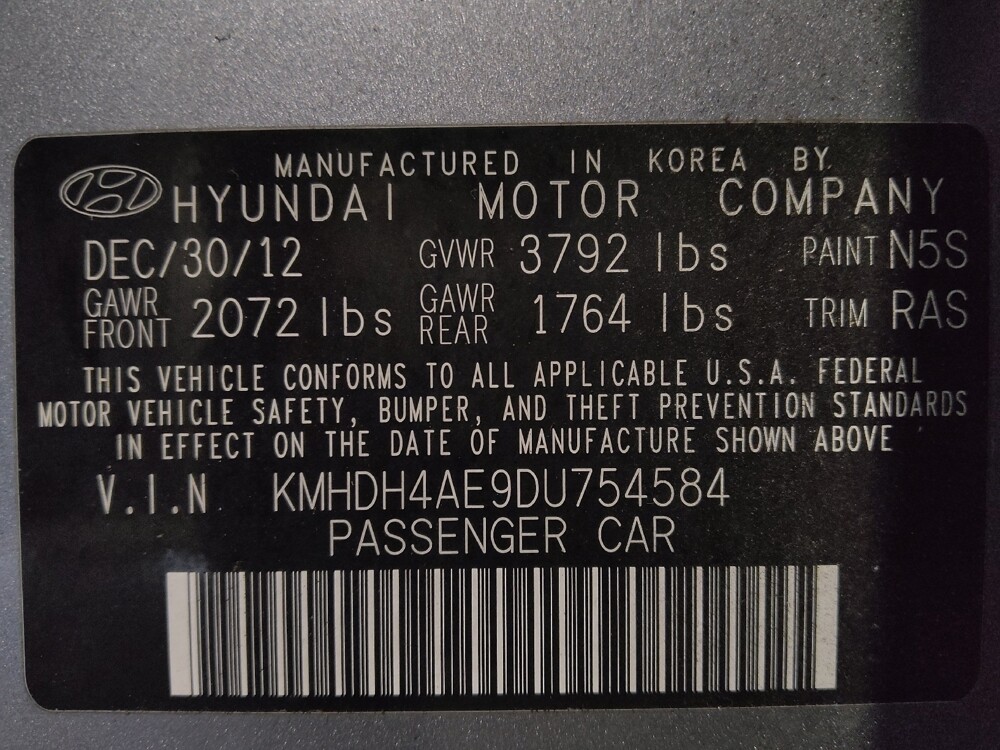 MANUFACTURED IN KOREA BY.
HYUNDAI MOTOR COMPANY
DEC/30/12 GVWR 3792 lbs PAINT N5S
GAWR FRONT 2072 lbs GAWR REAR 1764 lbs TRIM RAS
THIS VEHICLE CONFORMS TO ALL APPLICABLE U.S.A. FEDERAL
MOTOR VEHICLE SAFETY, BUMPER, AND THEFT PREVENTION STANDARDS
IN EFFECT ON THE DATE OF MANUFACTURE SHOWN ABOVE
V.I.N KMHDH4AE9DU754584
PASSENGER CAR